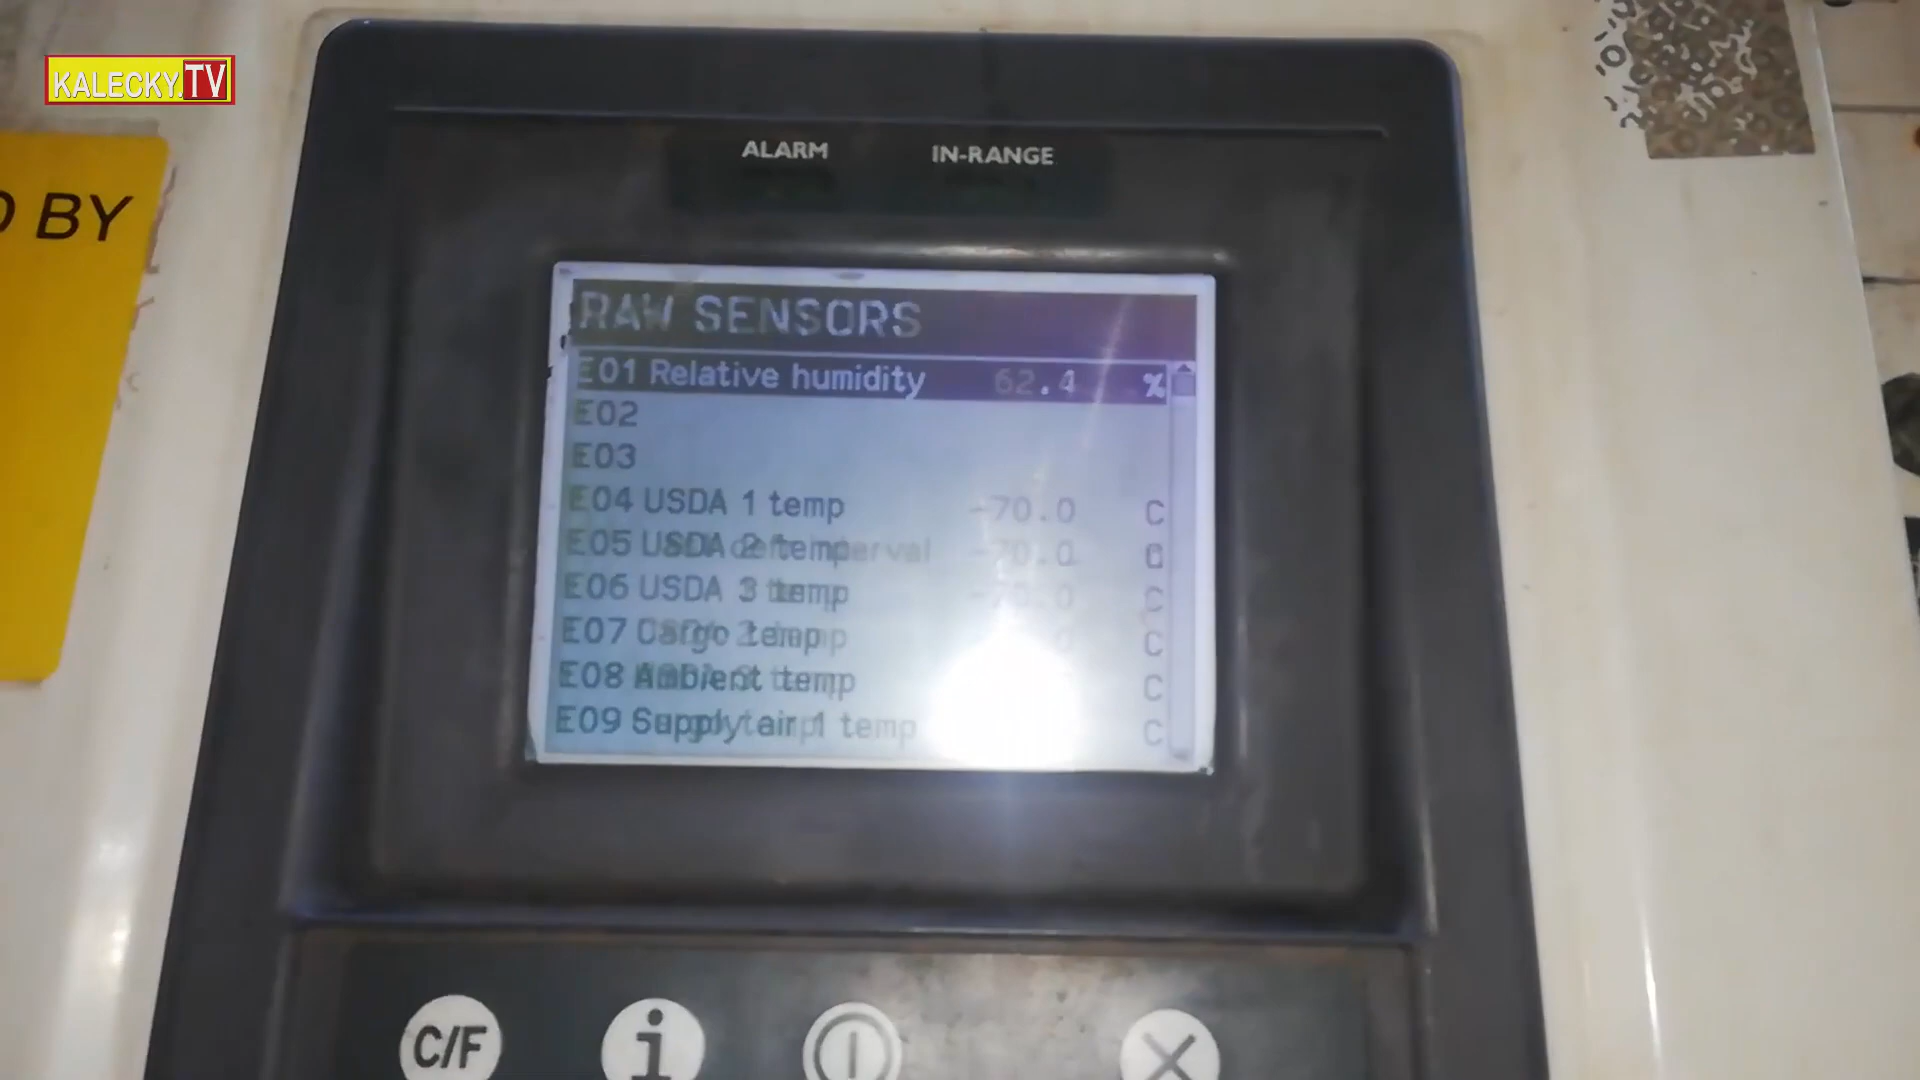 KALECKY.TV
D BY
ALARM
IN-RANGE
RAW SENSORS
E01 Relative humidity 62.4 %
E02
E03
E04 USDA 1 temp -70.0 C
E05 USDA 2 temp -70.0 C
E06 USDA 3 temp -70.0 C
E07 Cargo temp C
E08 Ambient temp C
E09 Supply air 1 temp C
C/F
i